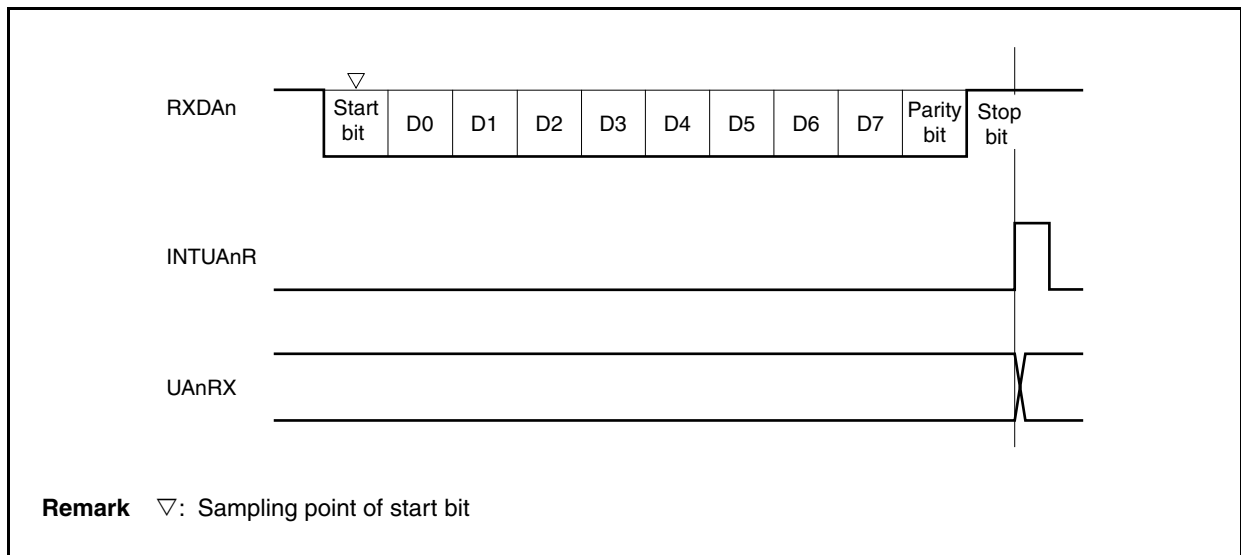 RXDAn
Start bit
D0
D1
D2
D3
D4
D5
D6
D7
Parity bit
Stop bit
INTUAnR
UAnRX
Remark ▽: Sampling point of start bit